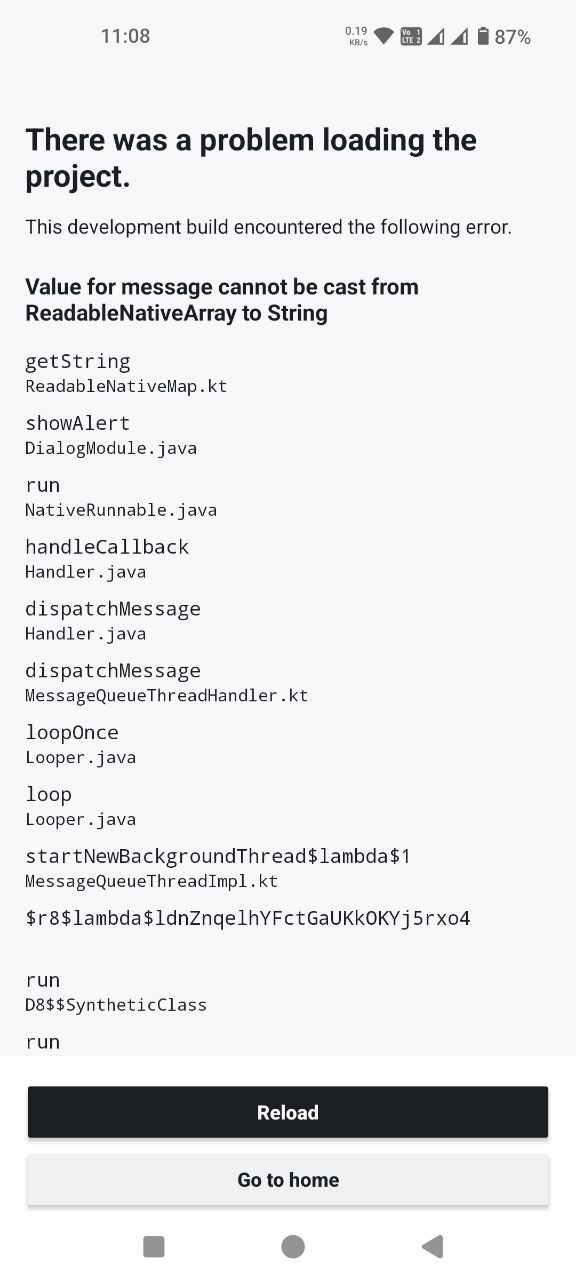 11:08
0.19
KB/s
Vo 1
LTE 2
87%
There was a problem loading the
project.
This development build encountered the following error.
Value for message cannot be cast from
ReadableNativeArray to String
getString
ReadableNativeMap.kt
showAlert
DialogModule.java
run
NativeRunnable.java
handleCallback
Handler.java
dispatchMessage
Handler.java
dispatchMessage
MessageQueueThreadHandler.kt
loopOnce
Looper.java
loop
Looper.java
startNewBackgroundThread$lambda$1
MessageQueueThreadImpl.kt
$r8$lambda$ldnZnqelhYFctGaUKkOKYj5rxo4
run
D8$$SyntheticClass
run
Reload
Go to home